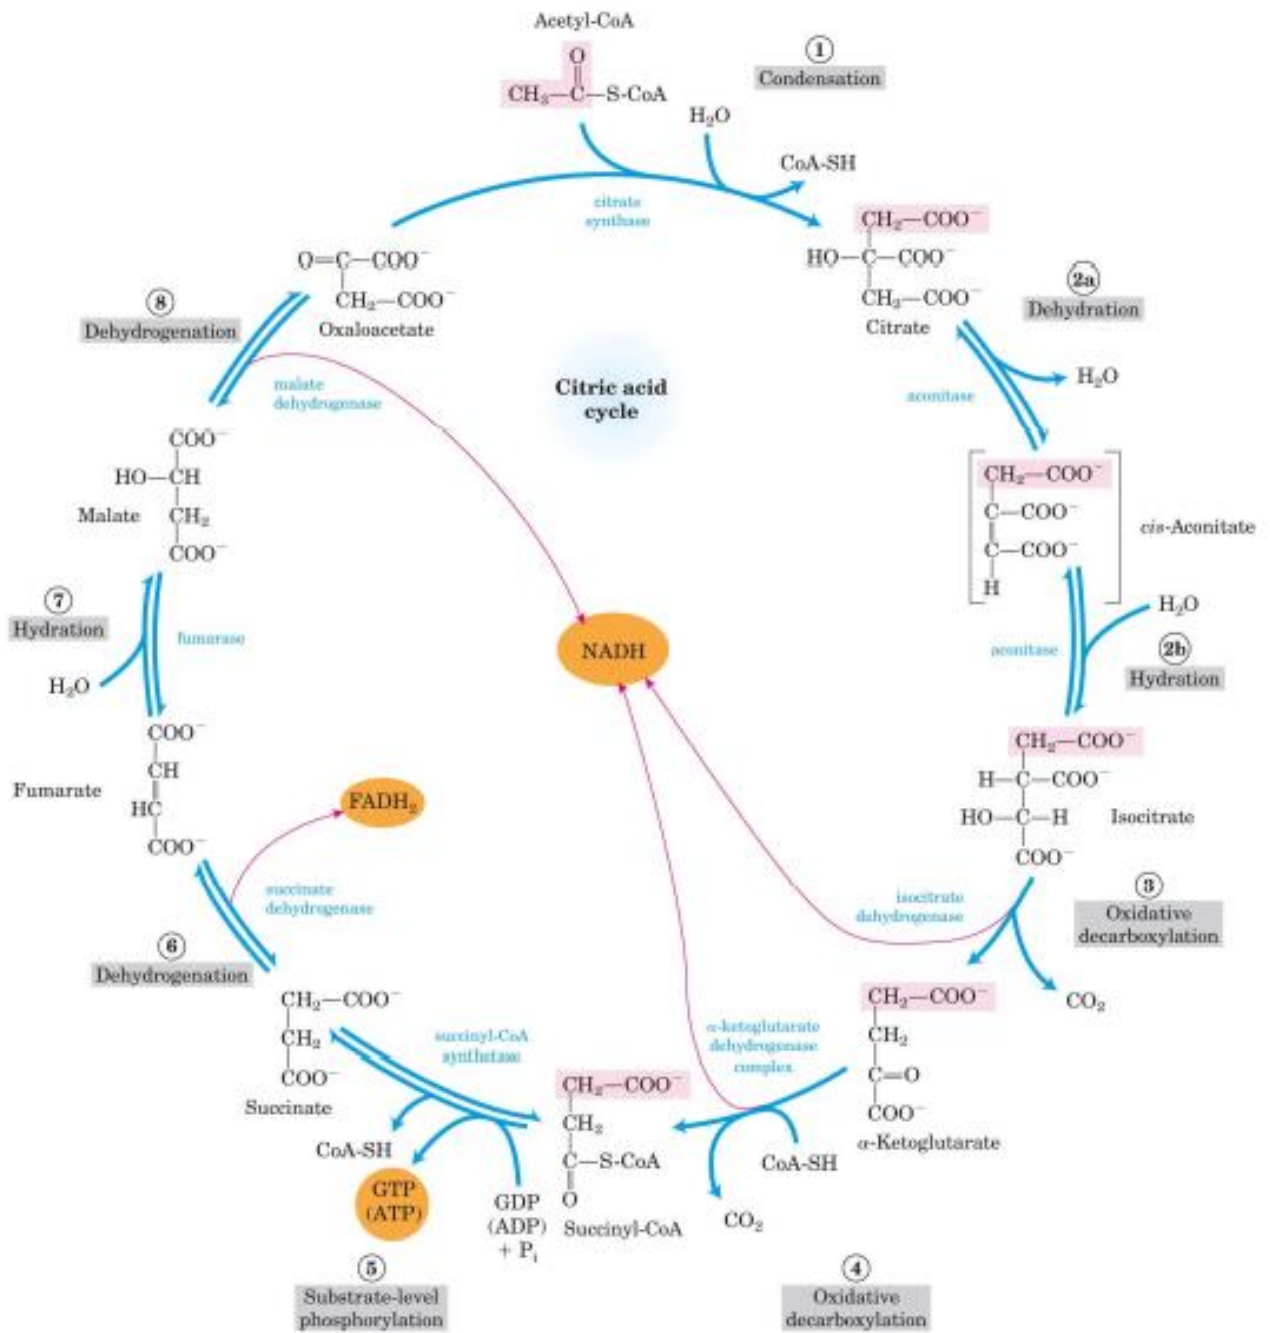 Acetyl-CoA
O
CH₃—C—S-CoA
1
Condensation
H₂O
CoA-SH
citrate
synthase
CH₂—COO⁻
HO—C—COO⁻
CH₂—COO⁻
Citrate
O=C—COO⁻
CH₂—COO⁻
Oxaloacetate
8
Dehydrogenation
malate
dehydrogenase
Citric acid
cycle
2a
Dehydration
H₂O
aconitase
CH₂—COO⁻
C—COO⁻
C—COO⁻
H
cis-Aconitate
COO⁻
HO—CH
Malate
CH₂
COO⁻
7
Hydration
fumarase
H₂O
NADH
H₂O
aconitase
2b
Hydration
CH₂—COO⁻
H—C—COO⁻
HO—C—H
Isocitrate
COO⁻
COO⁻
CH
Fumarate
HC
COO⁻
FADH₂
succinate
dehydrogenase
6
Dehydrogenation
isocitrate
dehydrogenase
3
Oxidative
decarboxylation
CO₂
CH₂—COO⁻
CH₂
C=O
COO⁻
α-Ketoglutarate
α-ketoglutarate
dehydrogenase
complex
CoA-SH
CO₂
4
Oxidative
decarboxylation
CH₂—COO⁻
CH₂
C—S-CoA
O
Succinyl-CoA
succinyl-CoA
synthetase
CH₂—COO⁻
CH₂
COO⁻
Succinate
CoA-SH
GTP
(ATP)
GDP
(ADP)
+ Pᵢ
5
Substrate-level
phosphorylation